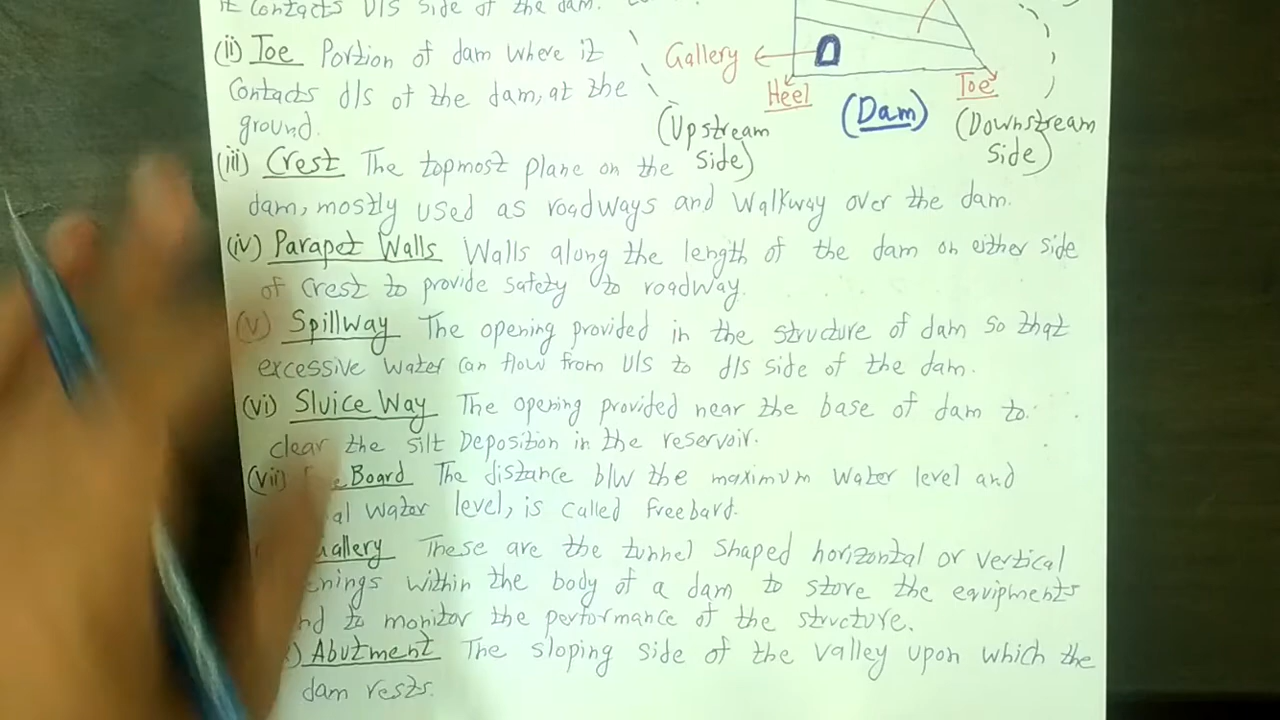 it contacts U/S side of the dam.
(ii) Toe Portion of dam where it
contacts d/s of the dam, at the
ground.
Gallery
Heel
Toe
(Dam)
(Upstream
Side)
(Downstream
Side)
(iii) Crest The topmost plane on the
dam, mostly used as roadways and Walkway over the dam.
(iv) Parapet Walls Walls along the length of the dam on either side
of Crest to provide safety to roadway.
(v) Spillway The opening provided in the structure of dam so that
excessive water can flow from U/S to d/s side of the dam.
(vi) Sluice Way The opening provided near the base of dam to
clear the silt Deposition in the reservoir.
(vii) Board The distance b/w the maximum water level and
water level, is called freebard.
Gallery These are the tunnel shaped horizontal or vertical
within the body of a dam to store the equipments
to monitor the performance of the structure.
Abutment The sloping side of the valley upon which the
dam rests.